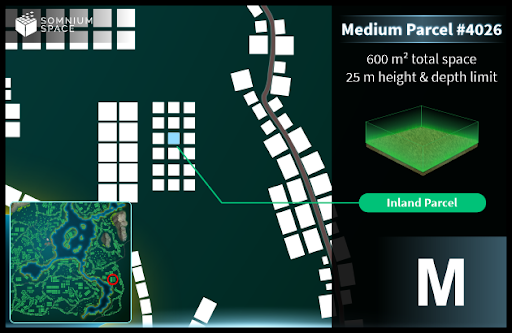 SOMNIUM
SPACE
Medium Parcel #4026
600 m² total space
25 m height & depth limit
Inland Parcel
M